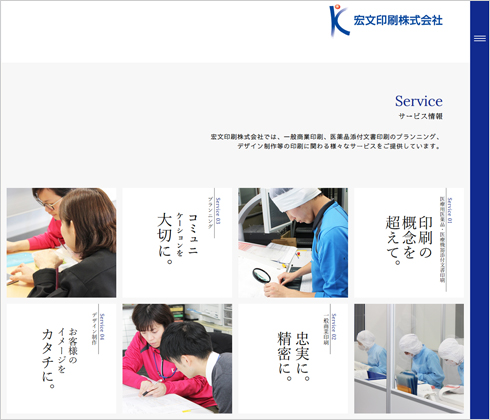 宏文印刷株式会社
Service
サービス情報
宏文印刷株式会社では、一般商業印刷、医薬品添付文書印刷のプランニング、
デザイン制作等の印刷に関わる様々なサービスをご提供しています。
Service 01
医療用医薬品・医療機器添付文書印刷
印刷の
概念を
超えて。
Service 03
コミュニ
ケーションを
大切に。
Service 02
一般商業印刷
忠実に。
精密に。
Service 04
デザイン制作
お客様の
イメージを
カタチに。